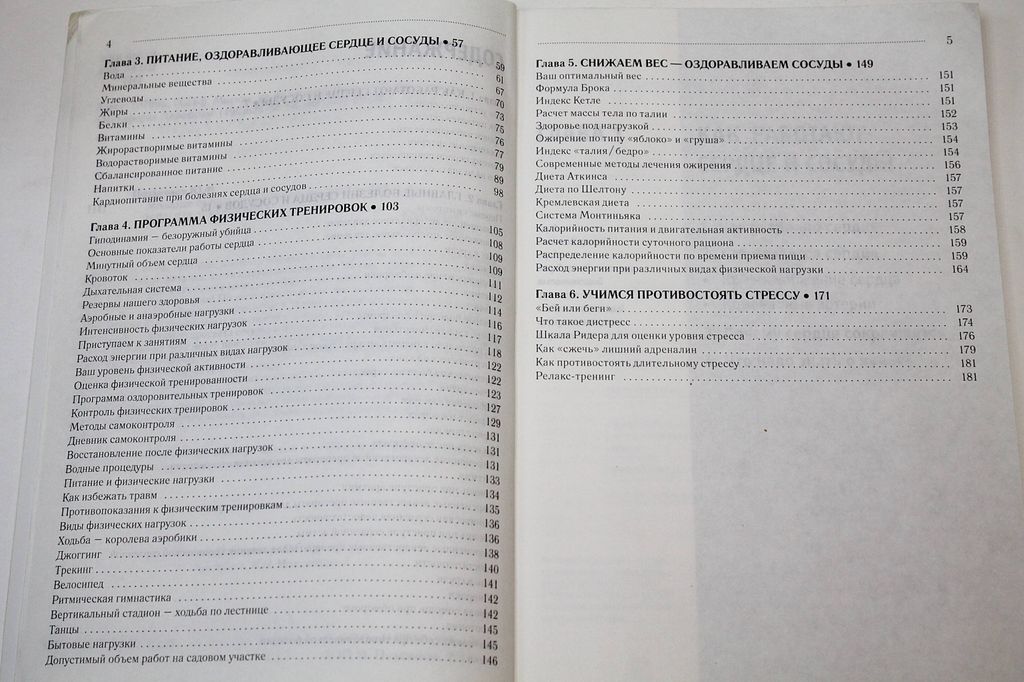 4
Глава 3. ПИТАНИЕ, ОЗДОРАВЛИВАЮЩЕЕ СЕРДЦЕ И СОСУДЫ • 57
Вода 59
Минеральные вещества 61
Углеводы 67
Жиры 70
Белки 73
Витамины 75
Жирорастворимые витамины 76
Водорастворимые витамины 77
Сбалансированное питание 79
Напитки 89
Кардиопитание при болезнях сердца и сосудов 98
Глава 4. ПРОГРАММА ФИЗИЧЕСКИХ ТРЕНИРОВОК • 103
Гиподинамия — безоружный убийца 105
Основные показатели работы сердца 108
Минутный объем сердца 109
Кровоток 109
Дыхательная система 111
Резервы нашего здоровья 112
Аэробные и анаэробные нагрузки 114
Интенсивность физических нагрузок 116
Приступаем к занятиям 117
Расход энергии при различных видах нагрузок 118
Ваш уровень физической активности 122
Оценка физической тренированности 122
Программа оздоровительных тренировок 123
Контроль физических тренировок 127
Методы самоконтроля 129
Дневник самоконтроля 131
Восстановление после физических нагрузок 131
Водные процедуры 131
Питание и физические нагрузки 133
Как избежать травм 134
Противопоказания к физическим тренировкам 135
Виды физических нагрузок 136
Ходьба — королева аэробики 136
Джоггинг 138
Трекинг 140
Велосипед 141
Ритмическая гимнастика 142
Вертикальный стадион — ходьба по лестнице 142
Танцы 145
Бытовые нагрузки 145
Допустимый объем работ на садовом участке 146
5
Глава 5. СНИЖАЕМ ВЕС — ОЗДОРАВЛИВАЕМ СОСУДЫ • 149
Ваш оптимальный вес 151
Формула Брока 151
Индекс Кетле 151
Расчет массы тела по талии 152
Здоровье под нагрузкой 153
Ожирение по типу «яблоко» и «груша» 154
Индекс «талия/бедро» 154
Современные методы лечения ожирения 156
Диета Аткинса 157
Диета по Шелтону 157
Кремлевская диета 157
Система Монтиньяка 157
Калорийность питания и двигательная активность 158
Расчет калорийности суточного рациона 159
Распределение калорийности по времени приема пищи 159
Расход энергии при различных видах физической нагрузки 164
Глава 6. УЧИМСЯ ПРОТИВОСТОЯТЬ СТРЕССУ • 171
«Бей или беги» 173
Что такое дистресс 174
Шкала Ридера для оценки уровня стресса 176
Как «сжечь» лишний адреналин 179
Как противостоять длительному стрессу 181
Релакс-тренинг 181